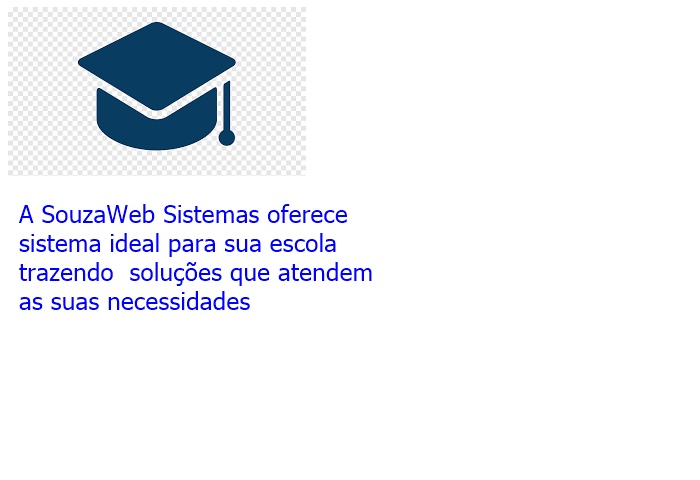 A SouzaWeb Sistemas oferece
sistema ideal para sua escola
trazendo  soluções que atendem
as suas necessidades